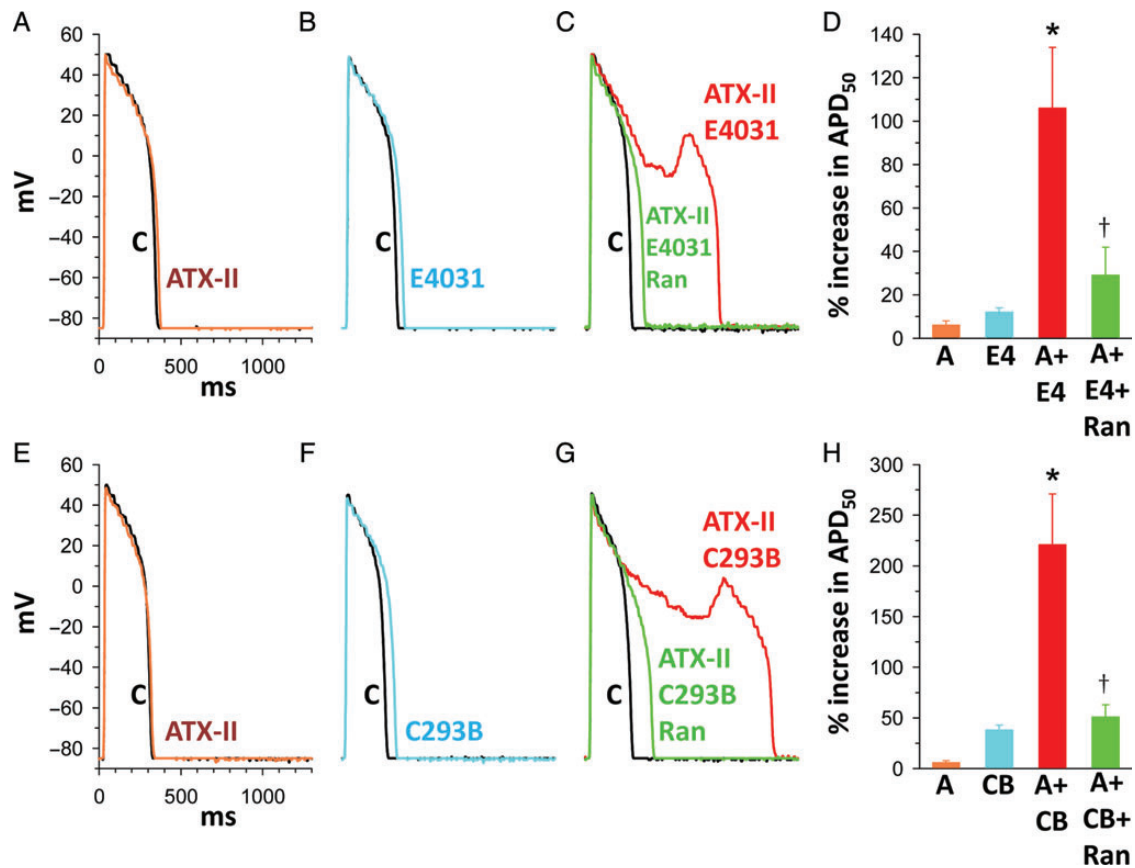 A
B
C
D
60
40
20
0
−20
−40
−60
−80
mV
C
ATX-II
0
500
1000
ms
C
E4031
ATX-II
E4031
C
ATX-II
E4031
Ran
% increase in APD50
140
120
100
80
60
40
20
0
*
†
A
E4
A+
E4
A+
E4+
Ran
E
F
G
H
60
40
20
0
−20
−40
−60
−80
mV
C
ATX-II
0
500
1000
ms
C
C293B
ATX-II
C293B
C
ATX-II
C293B
Ran
% increase in APD50
300
250
200
150
100
50
0
*
†
A
CB
A+
CB
A+
CB+
Ran